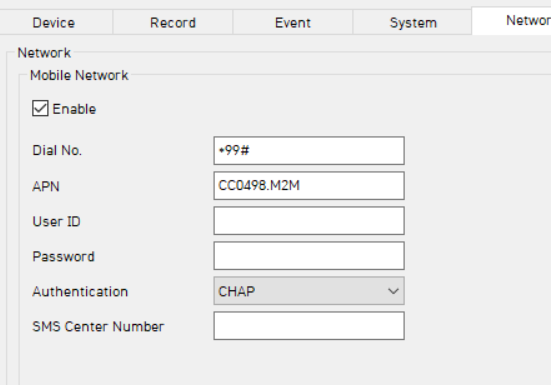 Device Record Event System Networ
Network
Mobile Network
Enable
Dial No. *99#
APN CC0498.M2M
User ID
Password
Authentication CHAP
SMS Center Number